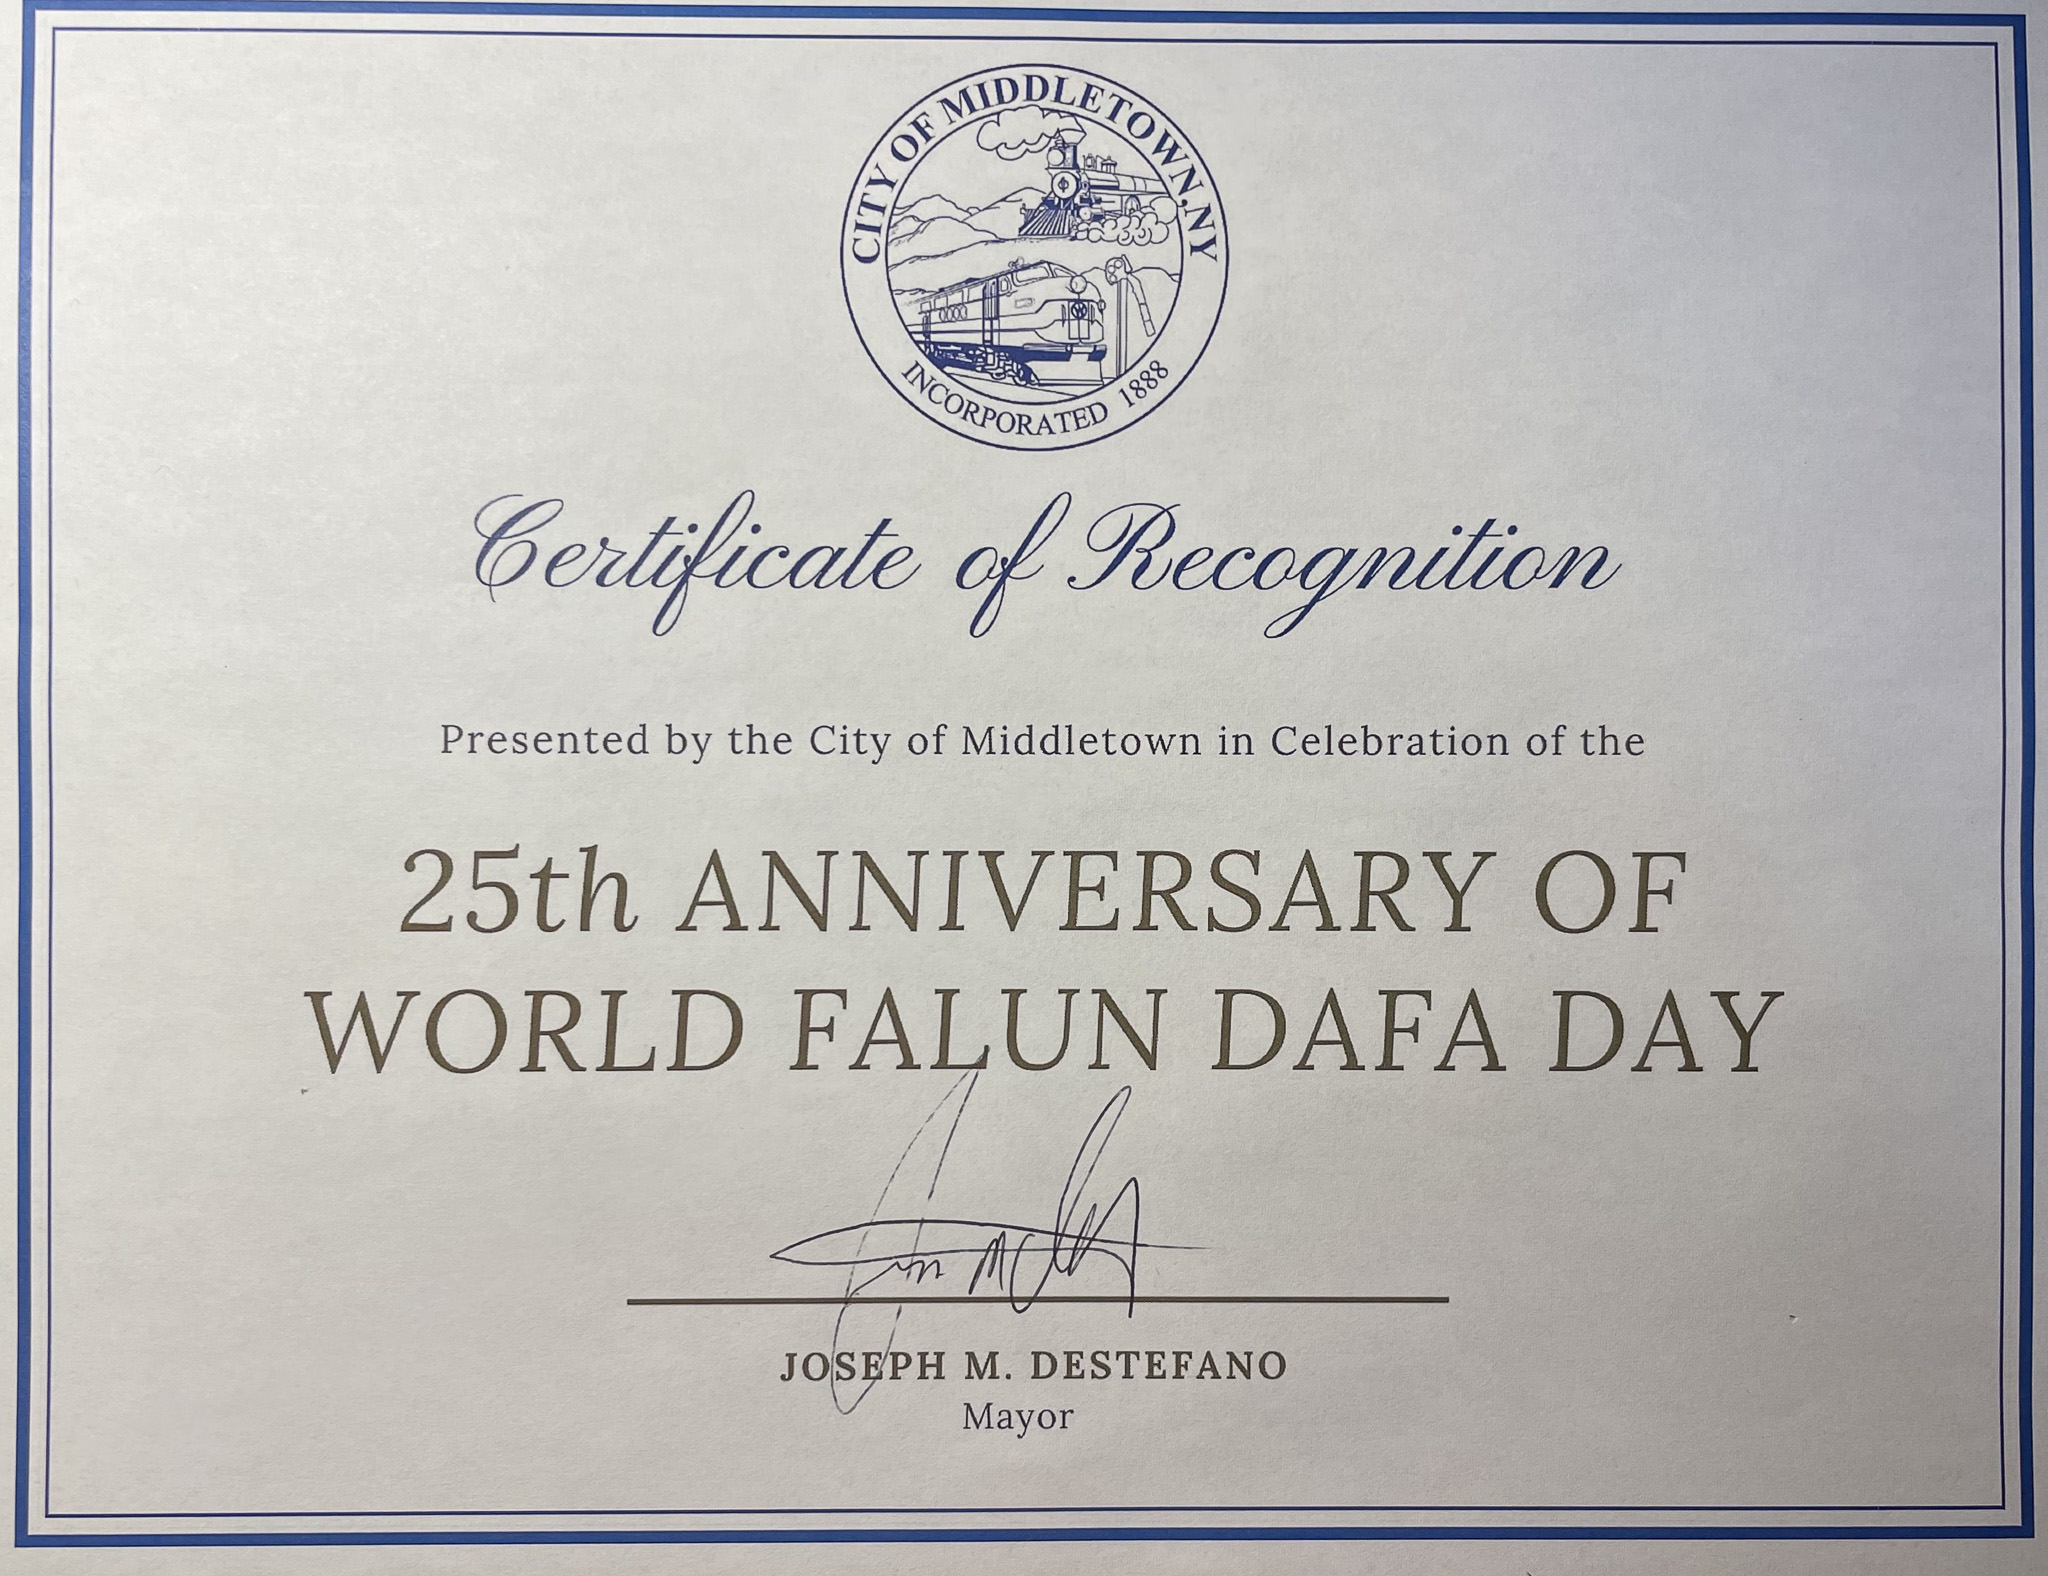 CITY OF MIDDLETOWN, NY
INCORPORATED 1888
Certificate of Recognition
Presented by the City of Middletown in Celebration of the
25th ANNIVERSARY OF
WORLD FALUN DAFA DAY
JOSEPH M. DESTEFANO
Mayor